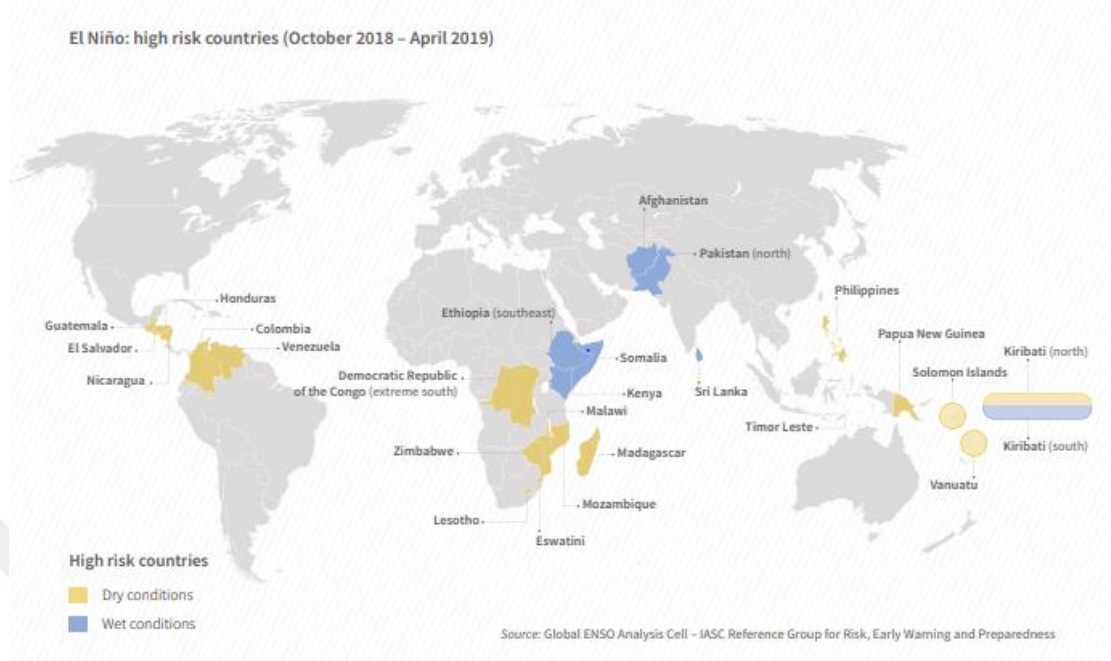 El Niño: high risk countries (October 2018 – April 2019)
Afghanistan
Pakistan (north)
Honduras
Philippines
Guatemala
Ethiopia (southeast)
Colombia
Papua New Guinea
El Salvador
Venezuela
Somalia
Kiribati (north)
Solomon Islands
Nicaragua
Democratic Republic
of the Congo (extreme south)
Kenya
Sri Lanka
Malawi
Timor Leste
Zimbabwe
Madagascar
Kiribati (south)
Vanuatu
Mozambique
Lesotho
Eswatini
High risk countries
Dry conditions
Wet conditions
Source: Global ENSO Analysis Cell – IASC Reference Group for Risk, Early Warning and Preparedness